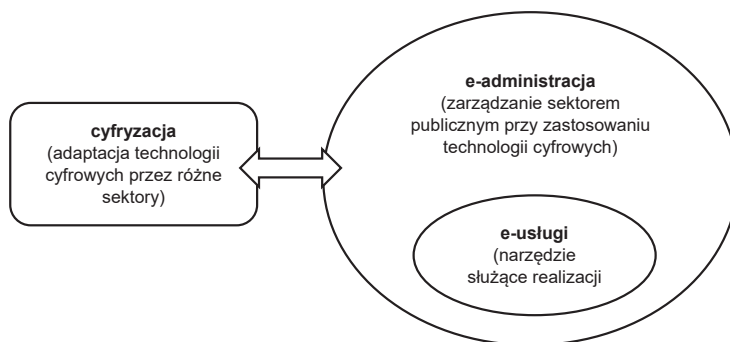 cyfryzacja
(adaptacja technologii
cyfrowych przez różne
sektory)
e-administracja
(zarządzanie sektorem
publicznym przy zastosowaniu
technologii cyfrowych)
e-usługi
(narzędzie
służące realizacji